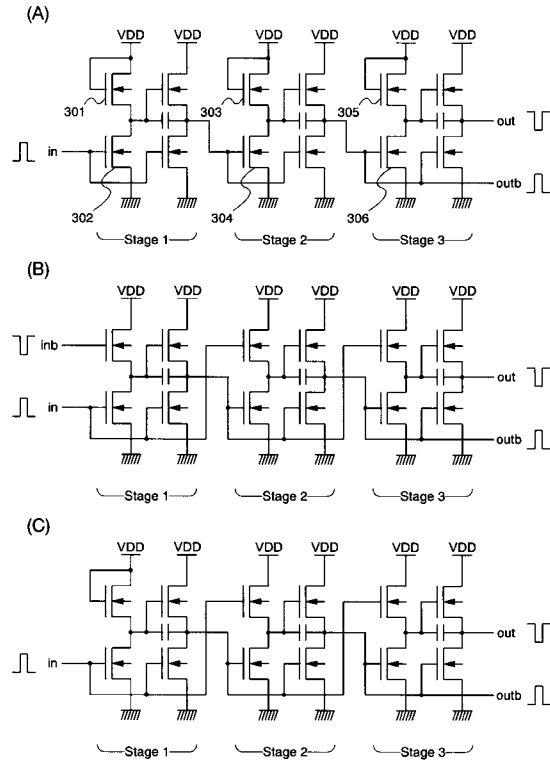 (A)
VDD VDD VDD VDD VDD VDD
301 303 305
out
in
outb
302 304 306
Stage 1 Stage 2 Stage 3
(B)
VDD VDD VDD VDD VDD VDD
inb
out
in
outb
Stage 1 Stage 2 Stage 3
(C)
VDD VDD VDD VDD VDD VDD
out
in
outb
Stage 1 Stage 2 Stage 3